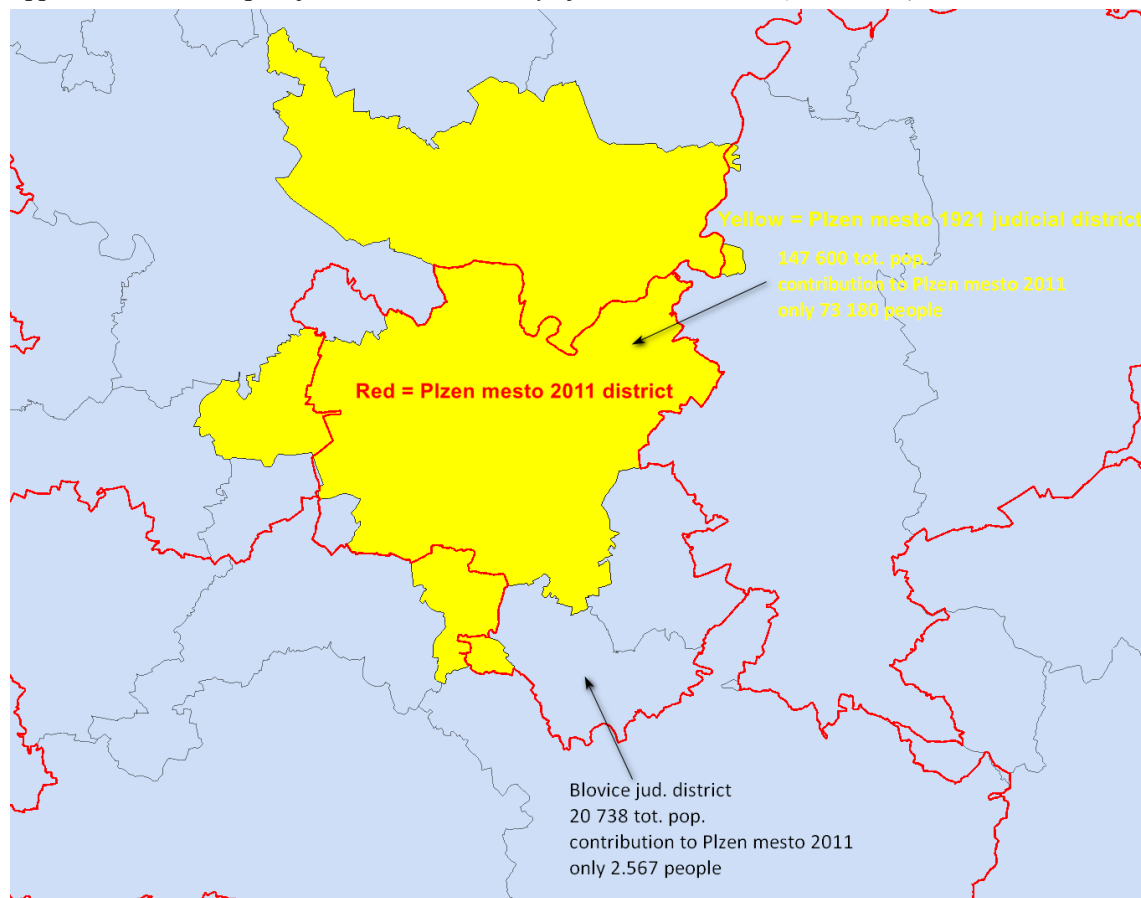 Yellow = Plzen mesto 1921 judicial district
147 600 tot. pop.
contribution to Plzen mesto 2011
only 73 180 people
Red = Plzen mesto 2011 district
Blovice jud. district
20 738 tot. pop.
contribution to Plzen mesto 2011
only 2.567 people